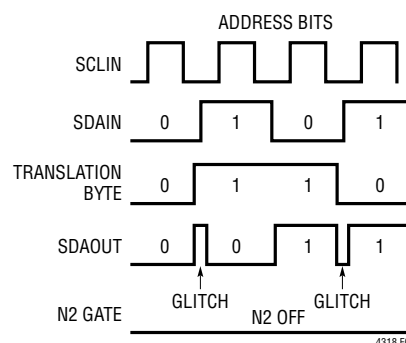 ADDRESS BITS
SCLIN
SDAIN 0 1 0 1
TRANSLATION
BYTE 0 1 1 0
SDAOUT 0 0 1 1
GLITCH GLITCH
N2 GATE N2 OFF